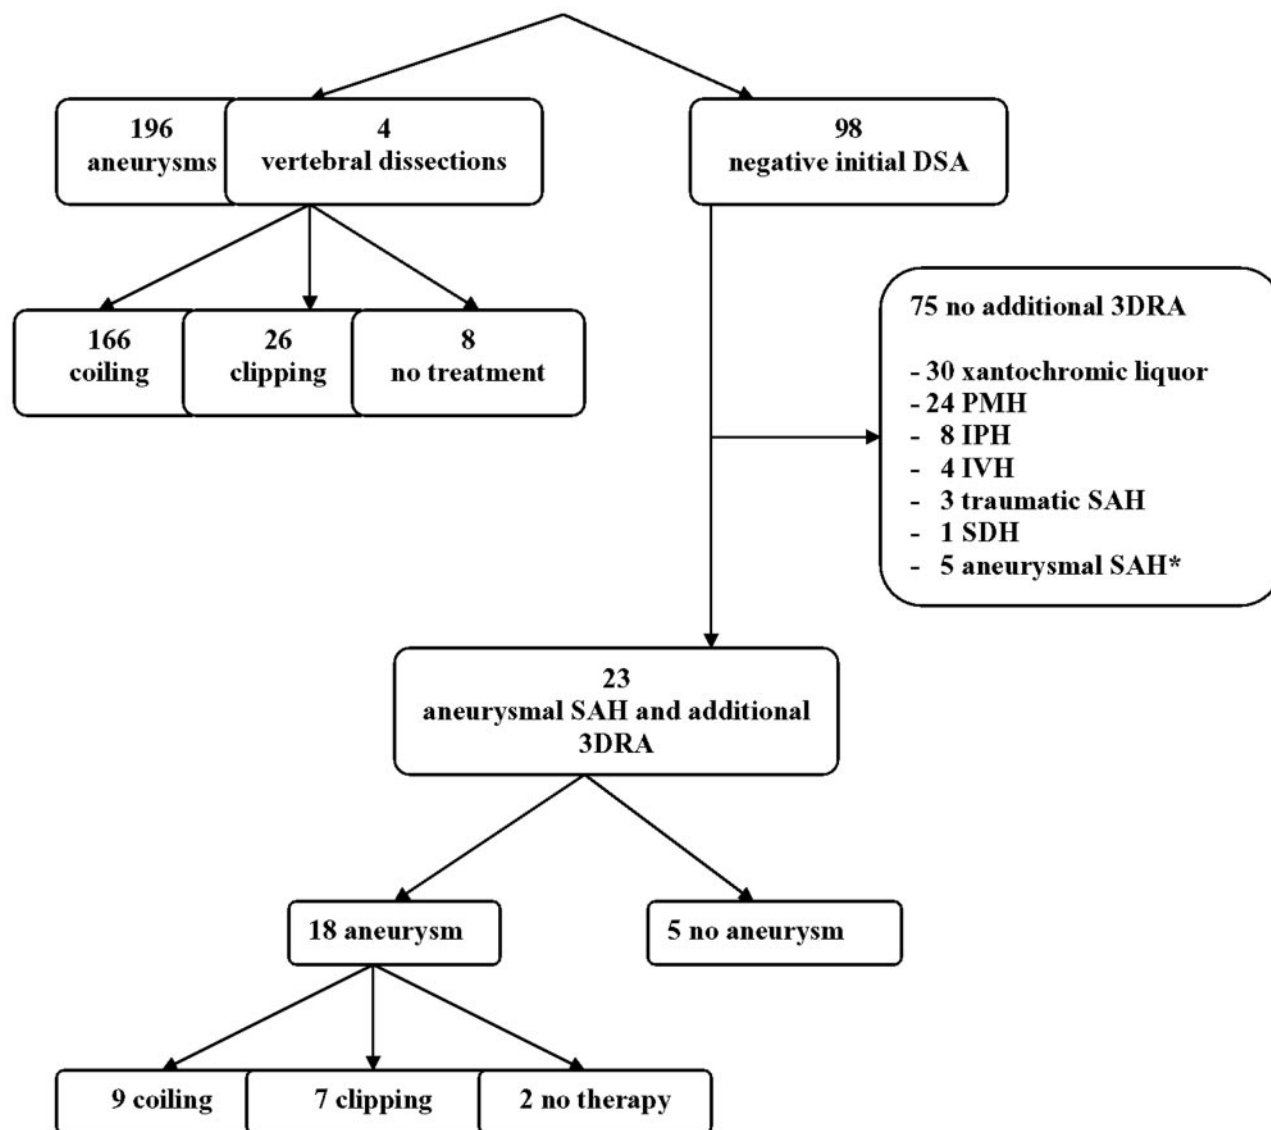 196
aneurysms
4
vertebral dissections
98
negative initial DSA
166
coiling
26
clipping
8
no treatment
75 no additional 3DRA
- 30 xantochromic liquor
- 24 PMH
- 8 IPH
- 4 IVH
- 3 traumatic SAH
- 1 SDH
- 5 aneurysmal SAH*
23
aneurysmal SAH and additional
3DRA
18 aneurysm
5 no aneurysm
9 coiling
7 clipping
2 no therapy